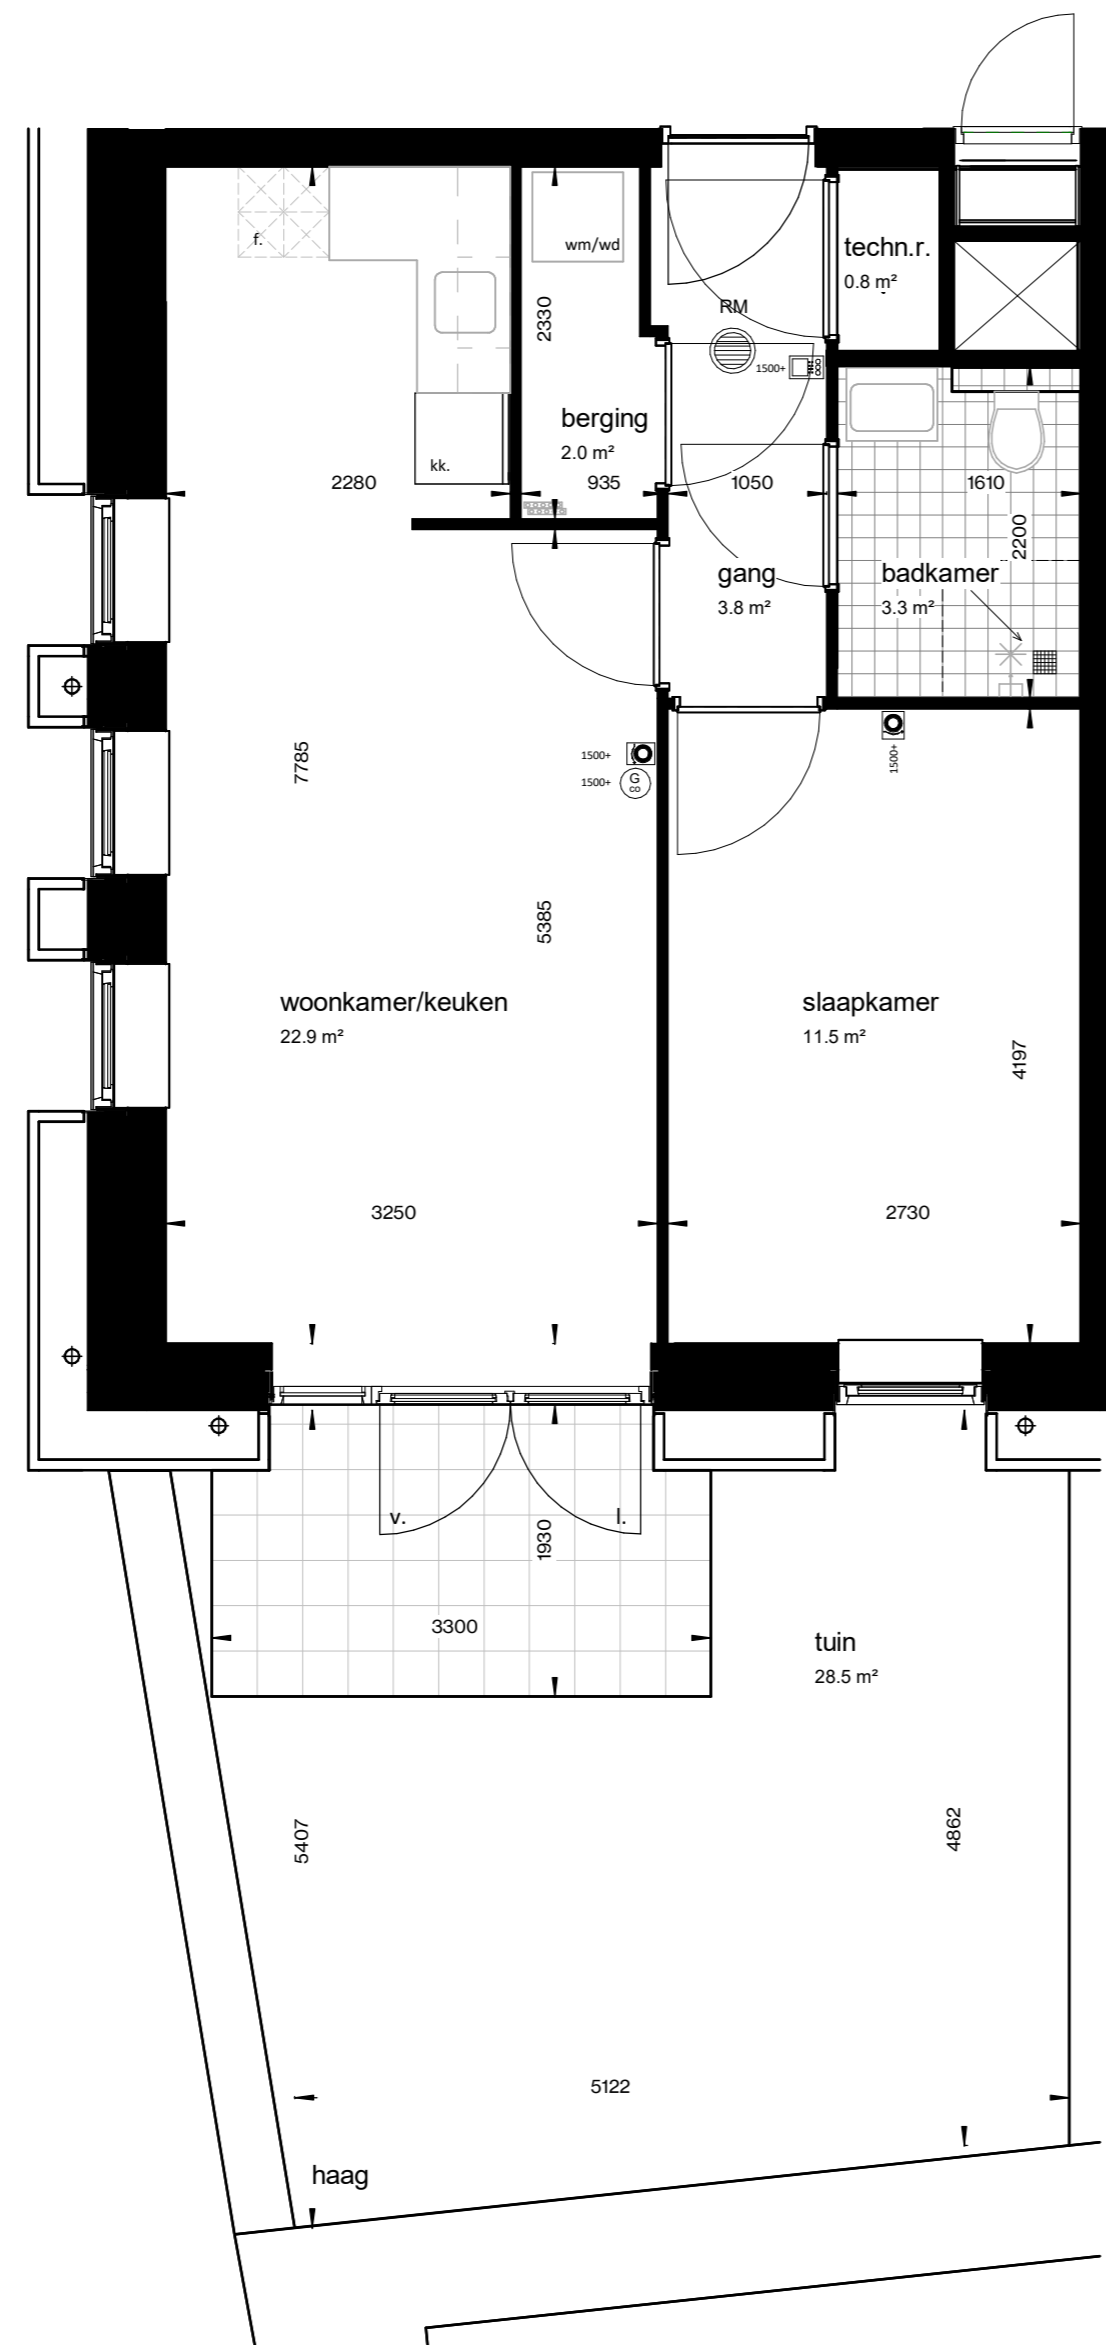 f.
wm/wd
techn.r.
0.8 m²
2330
RM
1500+
berging
2.0 m²
kk.
2280
935
1050
1610
2200
gang
3.8 m²
badkamer
3.3 m²
7785
1500+
1500+
G
co
1500+
5385
woonkamer/keuken
22.9 m²
slaapkamer
11.5 m²
4197
3250
2730
v.
l.
1930
3300
tuin
28.5 m²
5407
4862
5122
haag